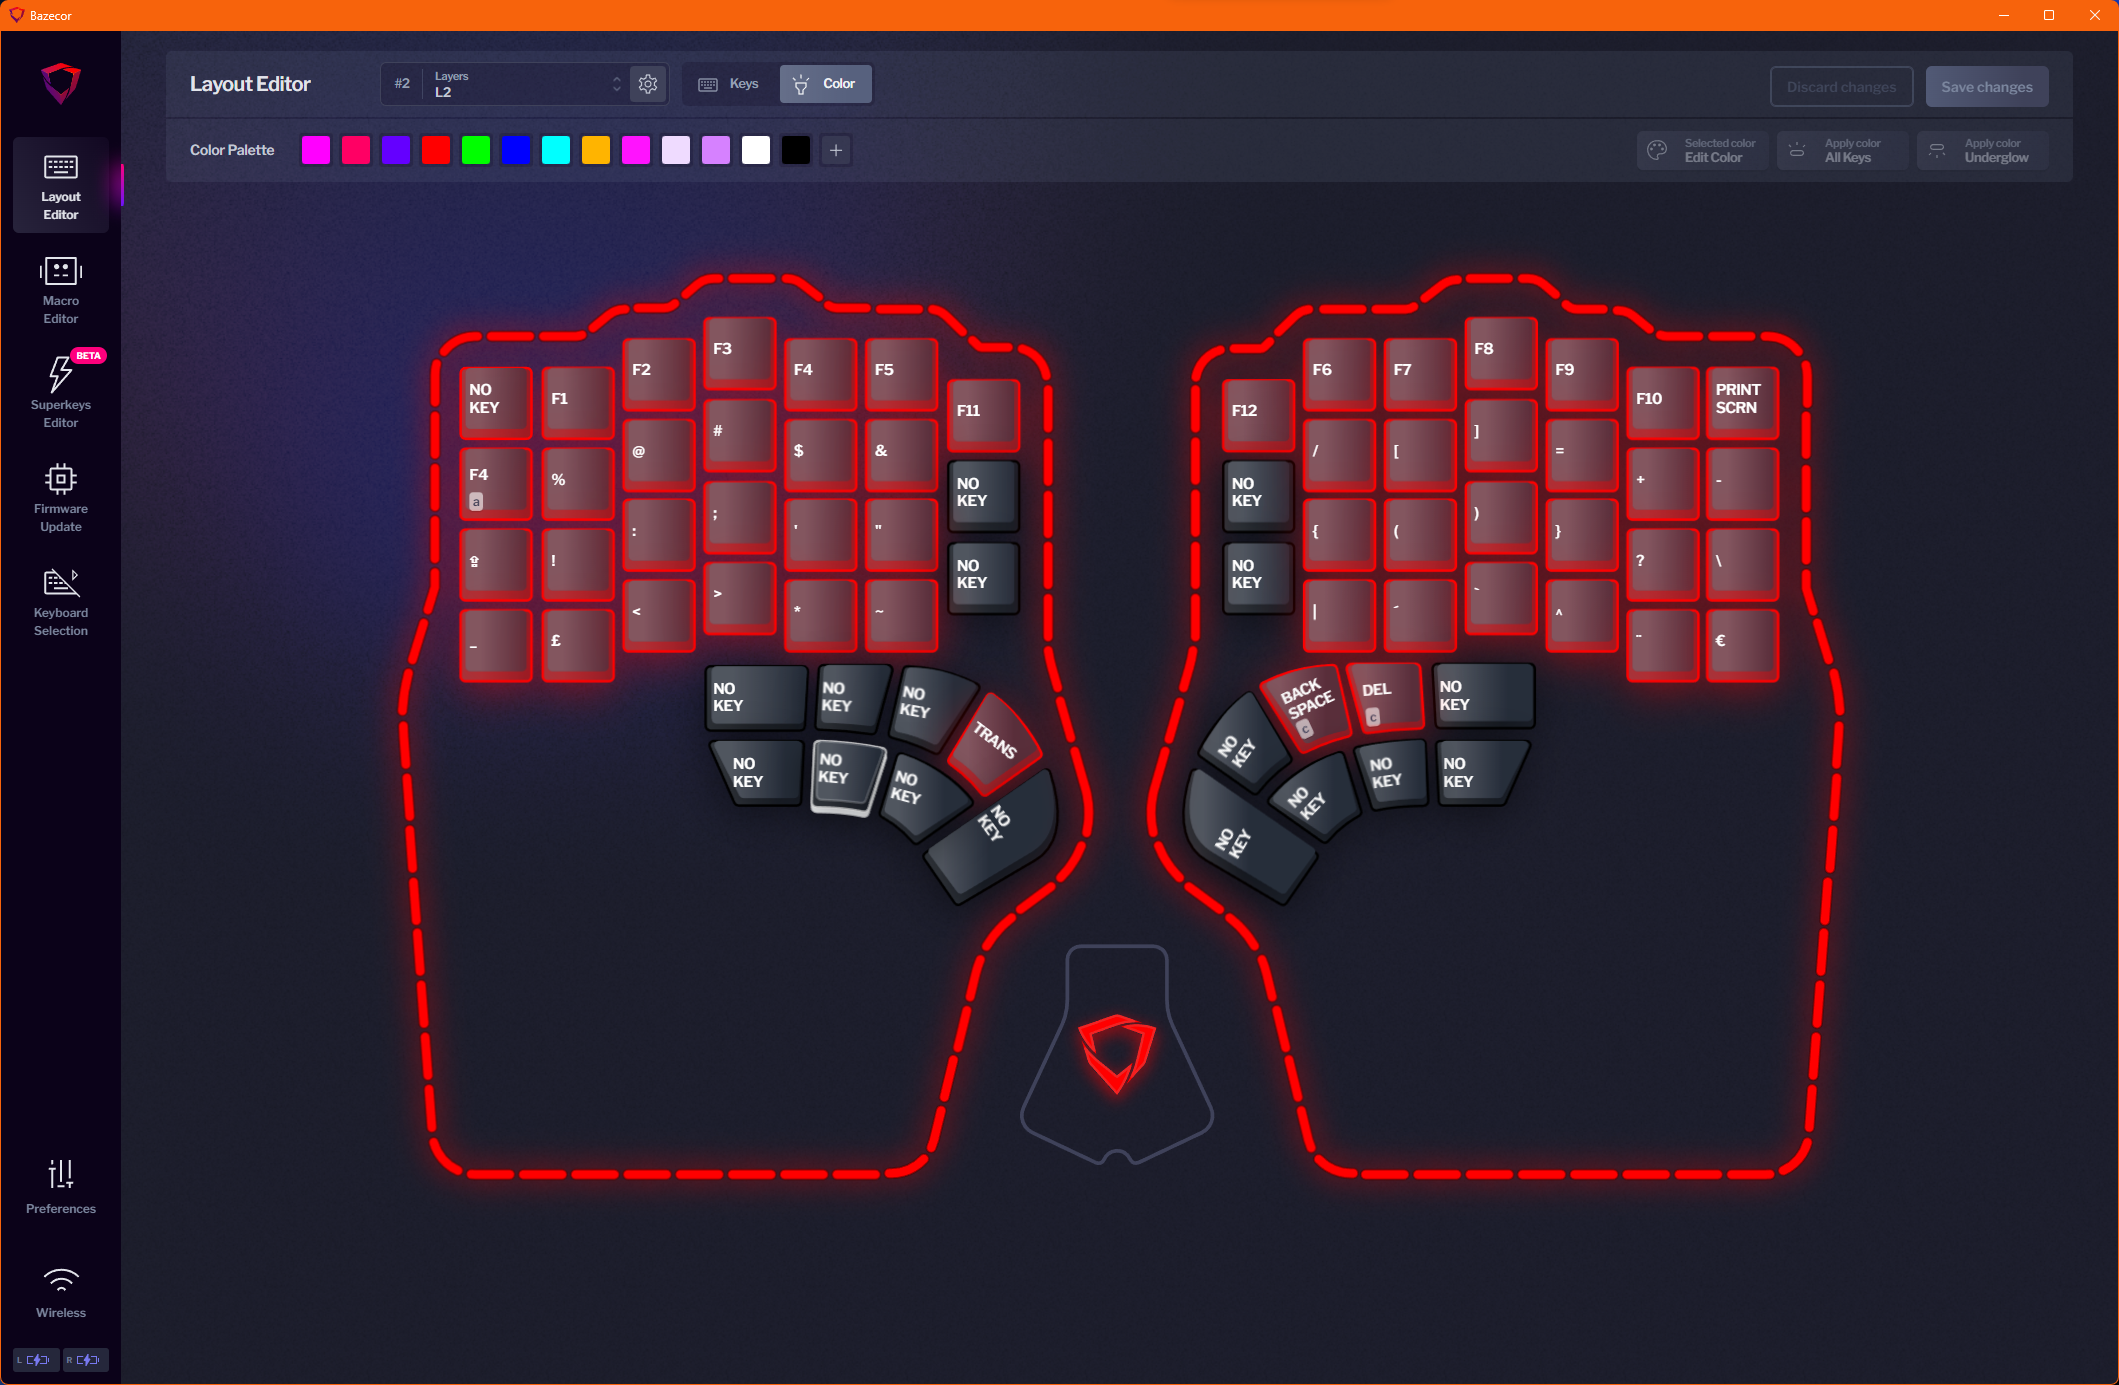 Bazecor
Layout Editor
#2
Layers
L2
Keys
Color
Discard changes
Save changes
Color Palette
+
Selected color
Edit Color
Apply color
All Keys
Apply color
Underglow
Layout
Editor
Macro
Editor
BETA
Superkeys
Editor
Firmware
Update
Keyboard
Selection
Preferences
Wireless
L
R
NO
KEY
F1
F2
F3
F4
F5
F11
F4
a
%
@
#
$
&
NO
KEY
!
:
;
'
"
NO
KEY
_
£
<
>
*
~
NO
KEY
NO
KEY
NO
KEY
TRANS
NO
KEY
NO
KEY
NO
KEY
NO
KEY
F12
F6
F7
F8
F9
F10
PRINT
SCRN
NO
KEY
/
[
]
=
+
-
NO
KEY
{
(
)
}
?
\
|
´
`
^
¨
€
NO
KEY
BACK
SPACE
c
DEL
c
NO
KEY
NO
KEY
NO
KEY
NO
KEY
NO
KEY